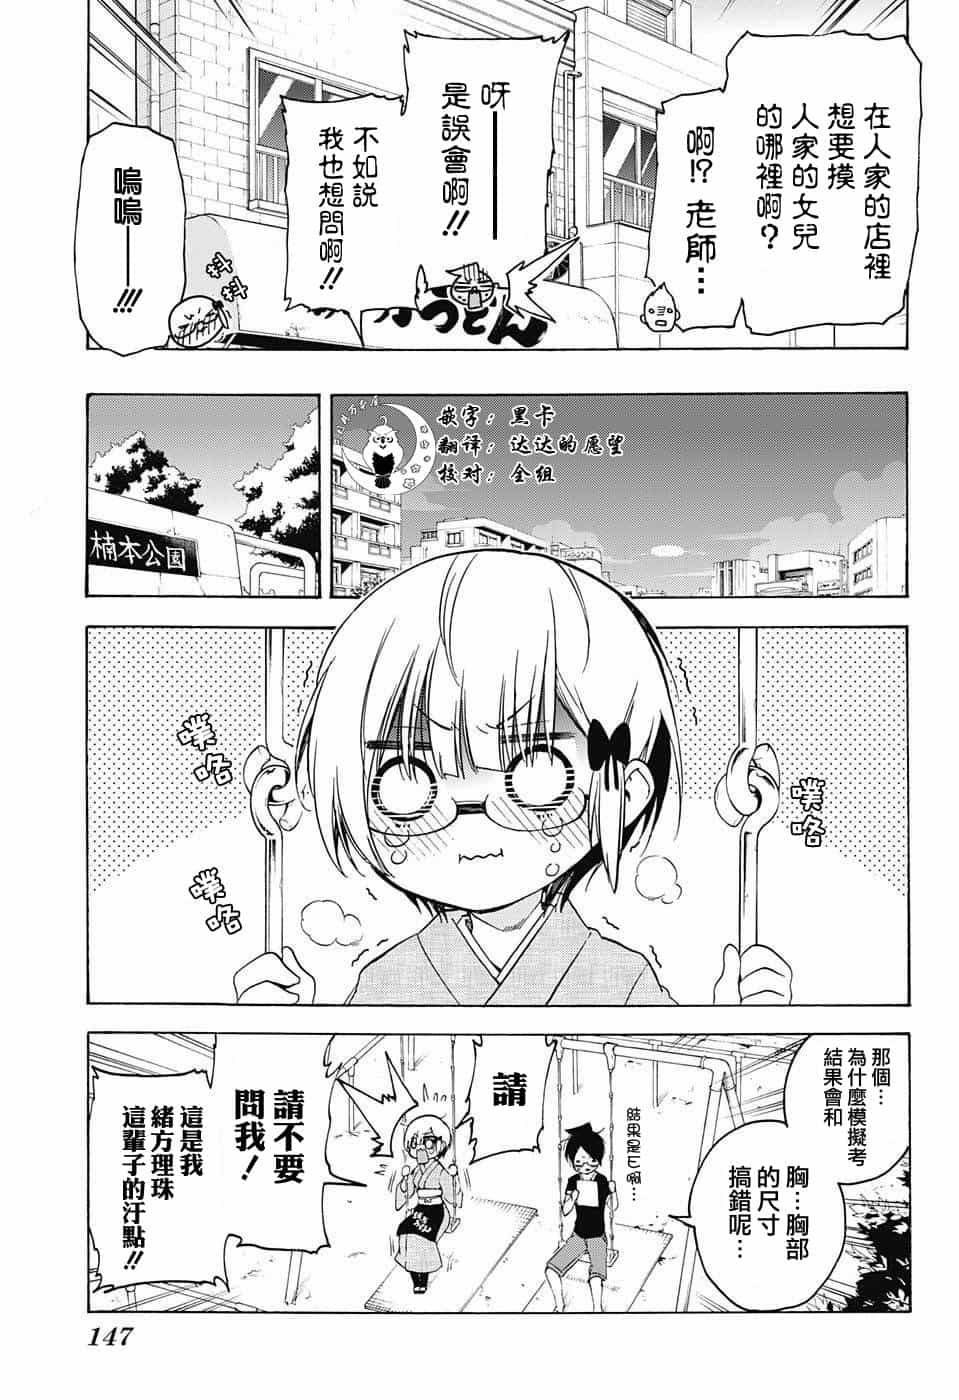 在人家的店裡
想要摸
人家的女兒
的哪裡啊？
啊!? 老師…
呀——
是誤會啊!!
不如說
我也想問啊!!
嗚嗚——!!!
抖
抖
うどん
嵌字：黑卡
翻译：达达的愿望
校对：全组
楠本公園
噗咯
噗咯
噗咯
那個…
為什麼模擬考
結果會和
胸…胸部
的尺寸
搞錯呢…
結果是E啊…
請
請不要
問我！
這是我
緒方理珠
這輩子的汙點!!
147